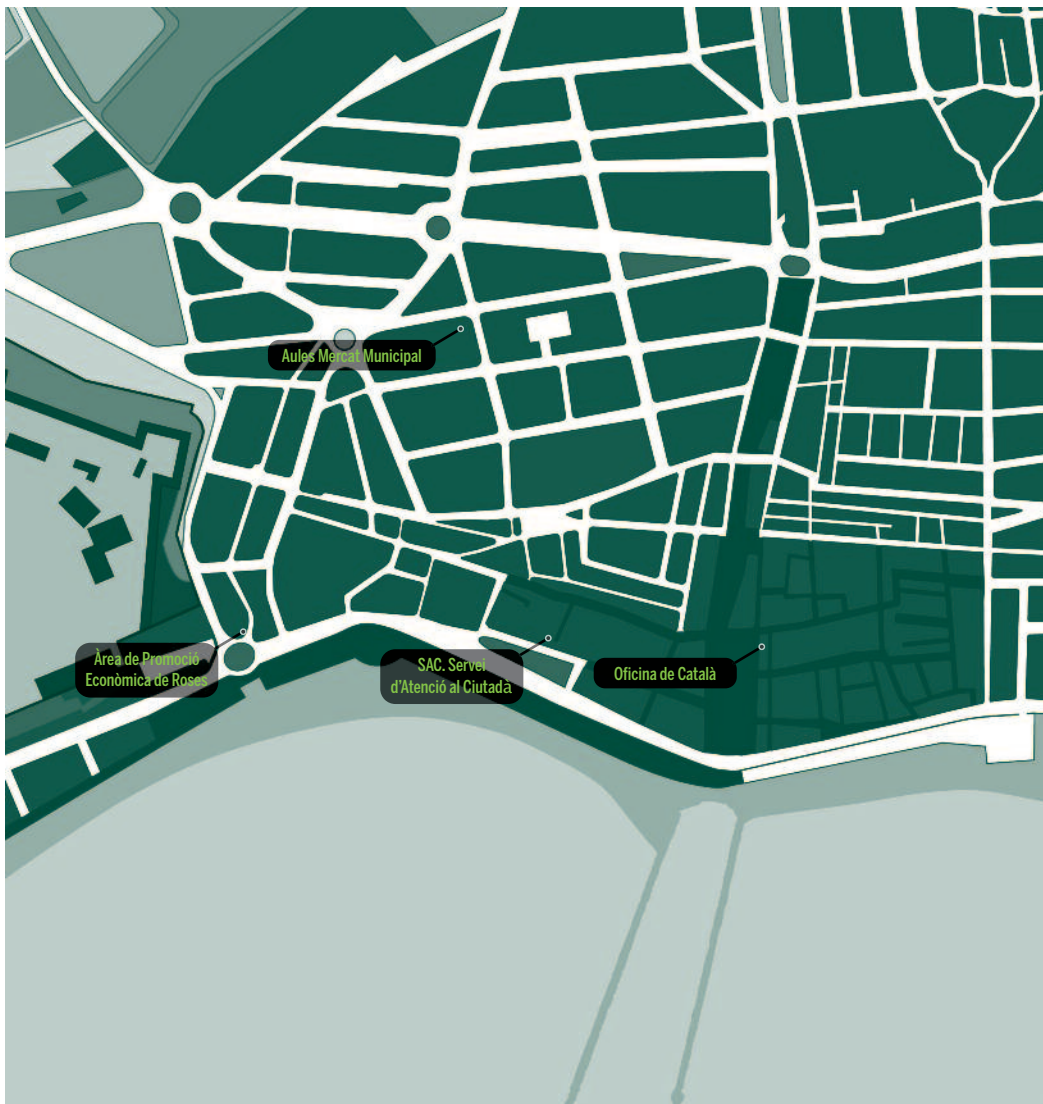 Aules Mercat Municipal
Àrea de Promoció
Econòmica de Roses
SAC. Servei
d'Atenció al Ciutadà
Oficina de Català